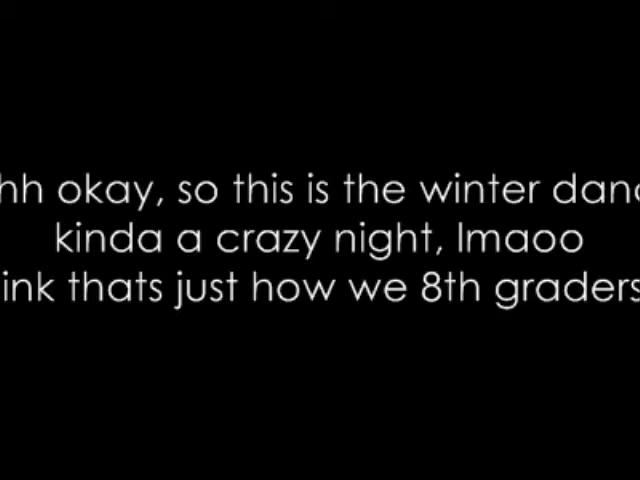 hh okay, so this is the winter danc
kinda a crazy night, lmaoo
ink thats just how we 8th graders